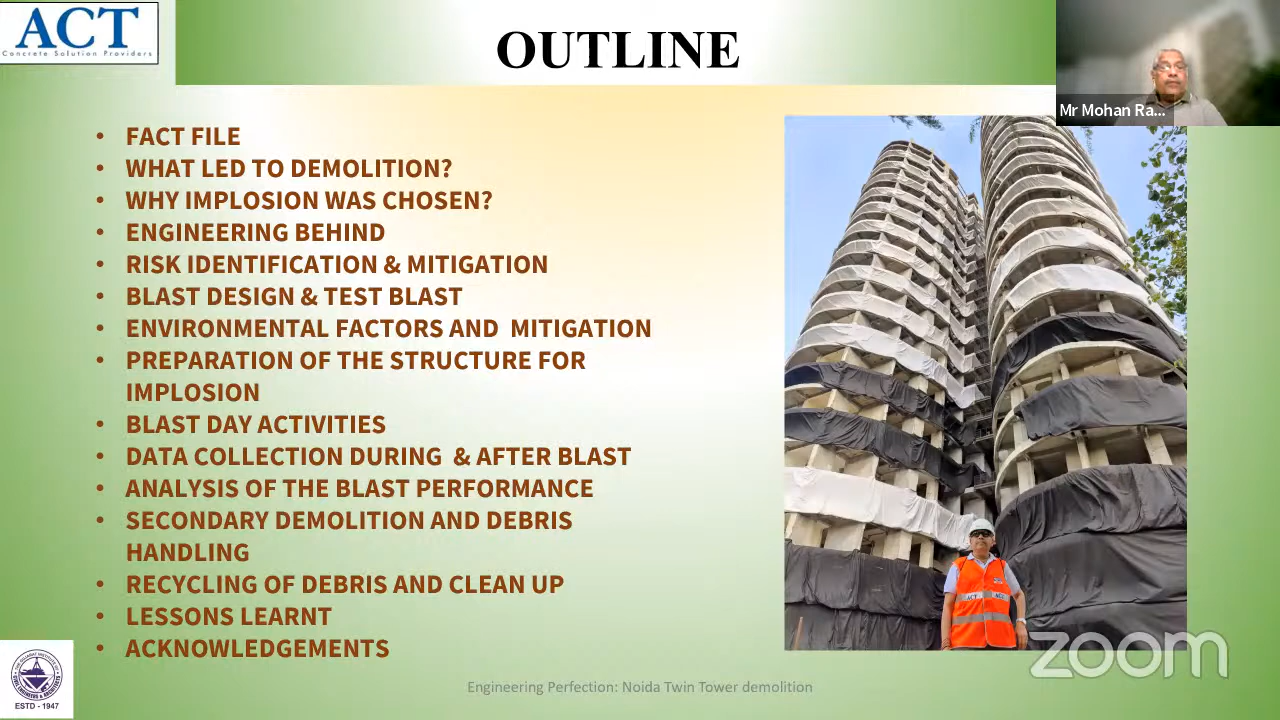 ACT
Concrete Solution Providers
OUTLINE
Mr Mohan Ra...
• FACT FILE
• WHAT LED TO DEMOLITION?
• WHY IMPLOSION WAS CHOSEN?
• ENGINEERING BEHIND
• RISK IDENTIFICATION & MITIGATION
• BLAST DESIGN & TEST BLAST
• ENVIRONMENTAL FACTORS AND MITIGATION
• PREPARATION OF THE STRUCTURE FOR
IMPLOSION
• BLAST DAY ACTIVITIES
• DATA COLLECTION DURING & AFTER BLAST
• ANALYSIS OF THE BLAST PERFORMANCE
• SECONDARY DEMOLITION AND DEBRIS
HANDLING
• RECYCLING OF DEBRIS AND CLEAN UP
• LESSONS LEARNT
• ACKNOWLEDGEMENTS
ACT
zoom
ESTD - 1947
Engineering Perfection: Noida Twin Tower demolition